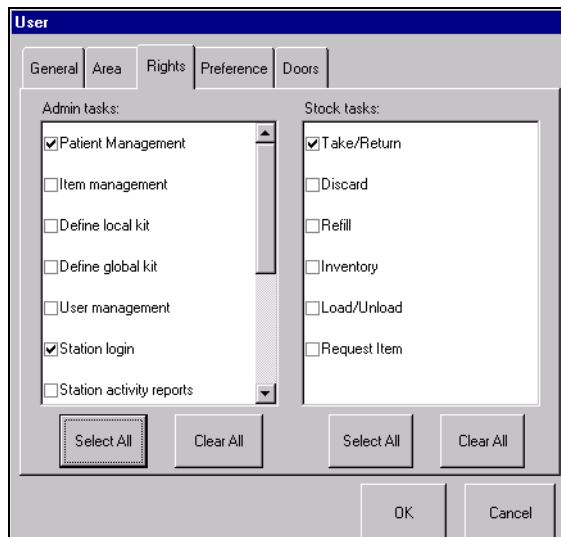 User
General Area Rights Preference Doors
Admin tasks:
Patient Management
Item management
Define local kit
Define global kit
User management
Station login
Station activity reports
Select All Clear All
Stock tasks:
Take/Return
Discard
Refill
Inventory
Load/Unload
Request Item
Select All Clear All
OK Cancel